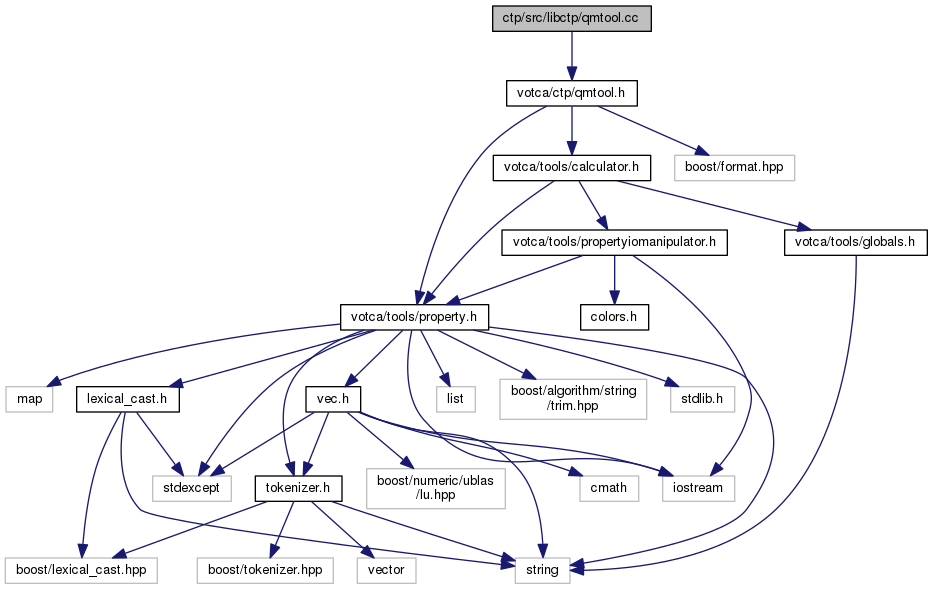 ctp/src/libctp/qmtool.cc
votca/ctp/qmtool.h
votca/tools/calculator.h
boost/format.hpp
votca/tools/propertyiomanipulator.h
votca/tools/globals.h
votca/tools/property.h
colors.h
map
lexical_cast.h
vec.h
list
boost/algorithm/string
/trim.hpp
stdlib.h
stdexcept
tokenizer.h
boost/numeric/ublas
/lu.hpp
cmath
iostream
boost/lexical_cast.hpp
boost/tokenizer.hpp
vector
string